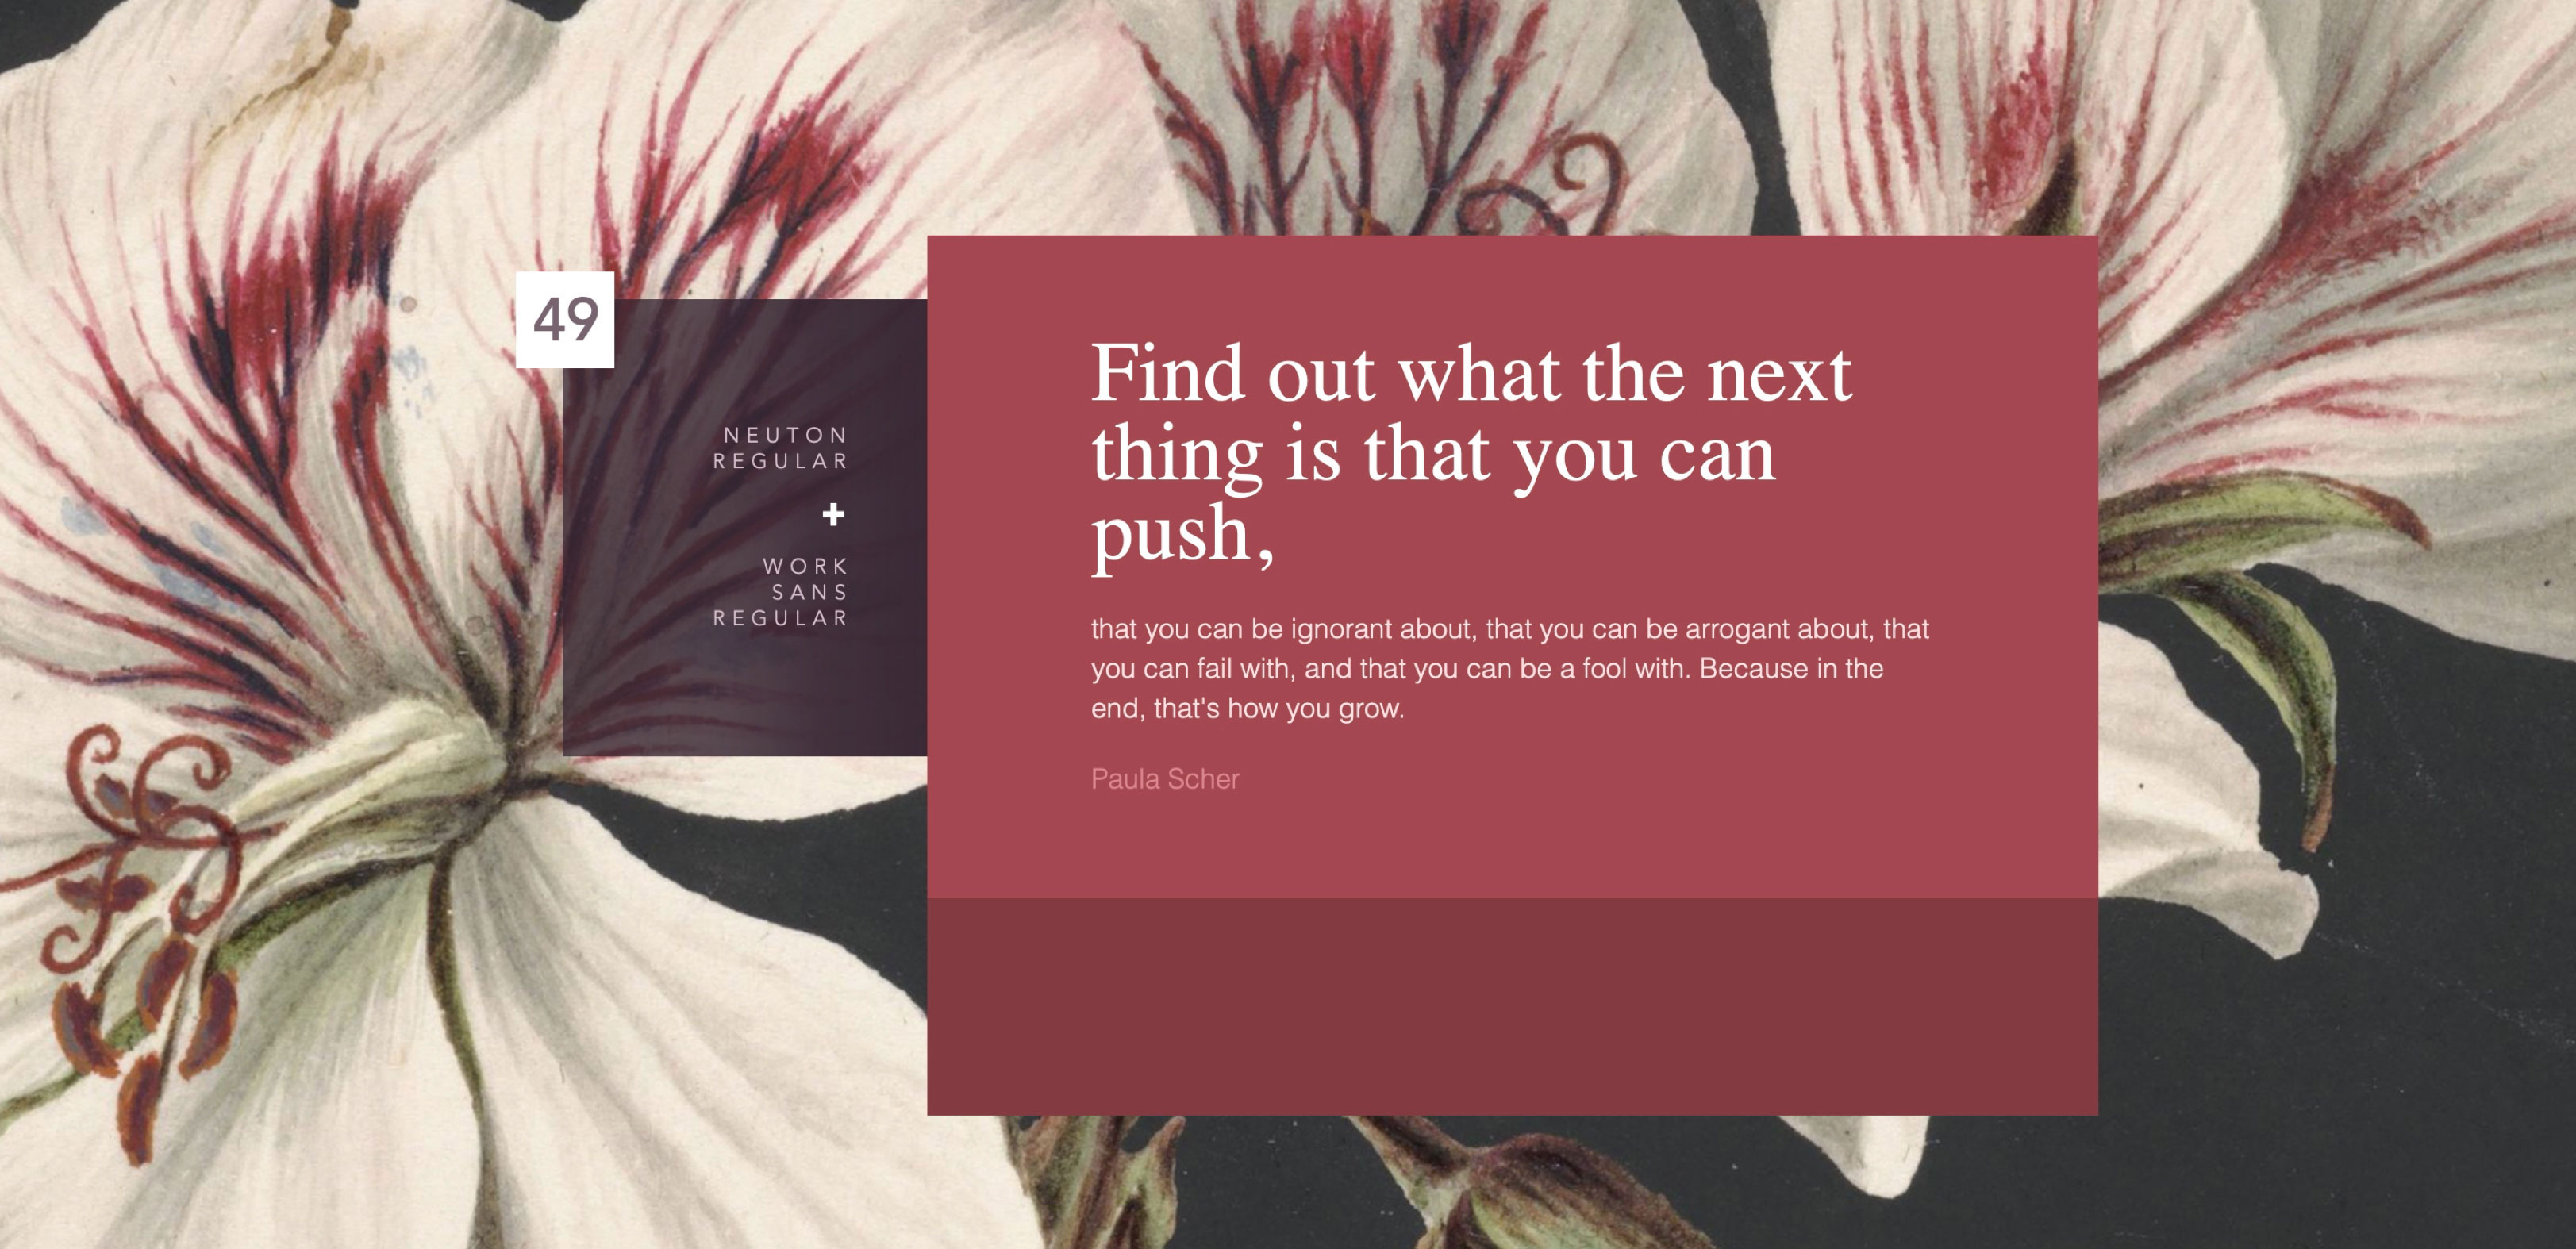 49
NEUTON
REGULAR
+
WORK
SANS
REGULAR
Find out what the next
thing is that you can
push,
that you can be ignorant about, that you can be arrogant about, that
you can fail with, and that you can be a fool with. Because in the
end, that's how you grow.
Paula Scher